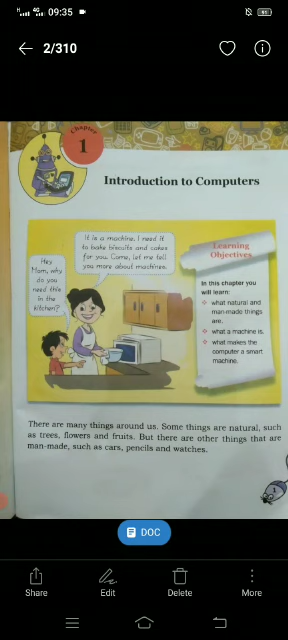 09:35
2/310
Chapter
1
Introduction to Computers
It is a machine. I need it
to bake biscuits and cakes
for you. Come, let me tell
you more about machines.
Hey
Mom, why
do you
need this
in the
kitchen?
Learning
Objectives
In this chapter you
will learn:
what natural and
man-made things
are.
what a machine is.
what makes the
computer a smart
machine.
There are many things around us. Some things are natural, such
as trees, flowers and fruits. But there are other things that are
man-made, such as cars, pencils and watches.
DOC
Share
Edit
Delete
More